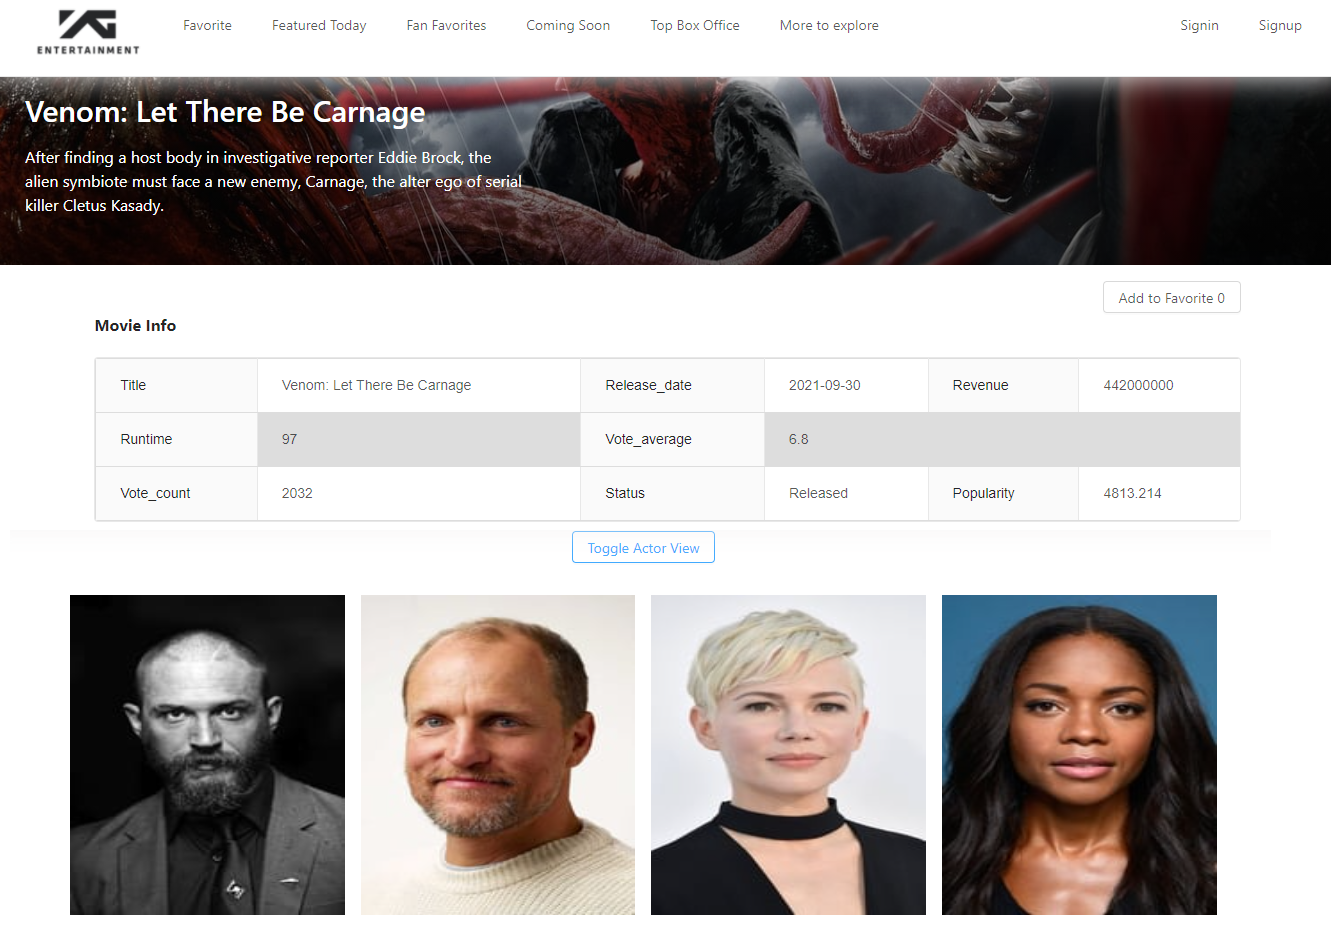 YG
ENTERTAINMENT
Favorite Featured Today Fan Favorites Coming Soon Top Box Office More to explore Signin Signup
Venom: Let There Be Carnage
After finding a host body in investigative reporter Eddie Brock, the
alien symbiote must face a new enemy, Carnage, the alter ego of serial
killer Cletus Kasady.
Add to Favorite 0
Movie Info
Title Venom: Let There Be Carnage Release_date 2021-09-30 Revenue 442000000
Runtime 97 Vote_average 6.8
Vote_count 2032 Status Released Popularity 4813.214
Toggle Actor View